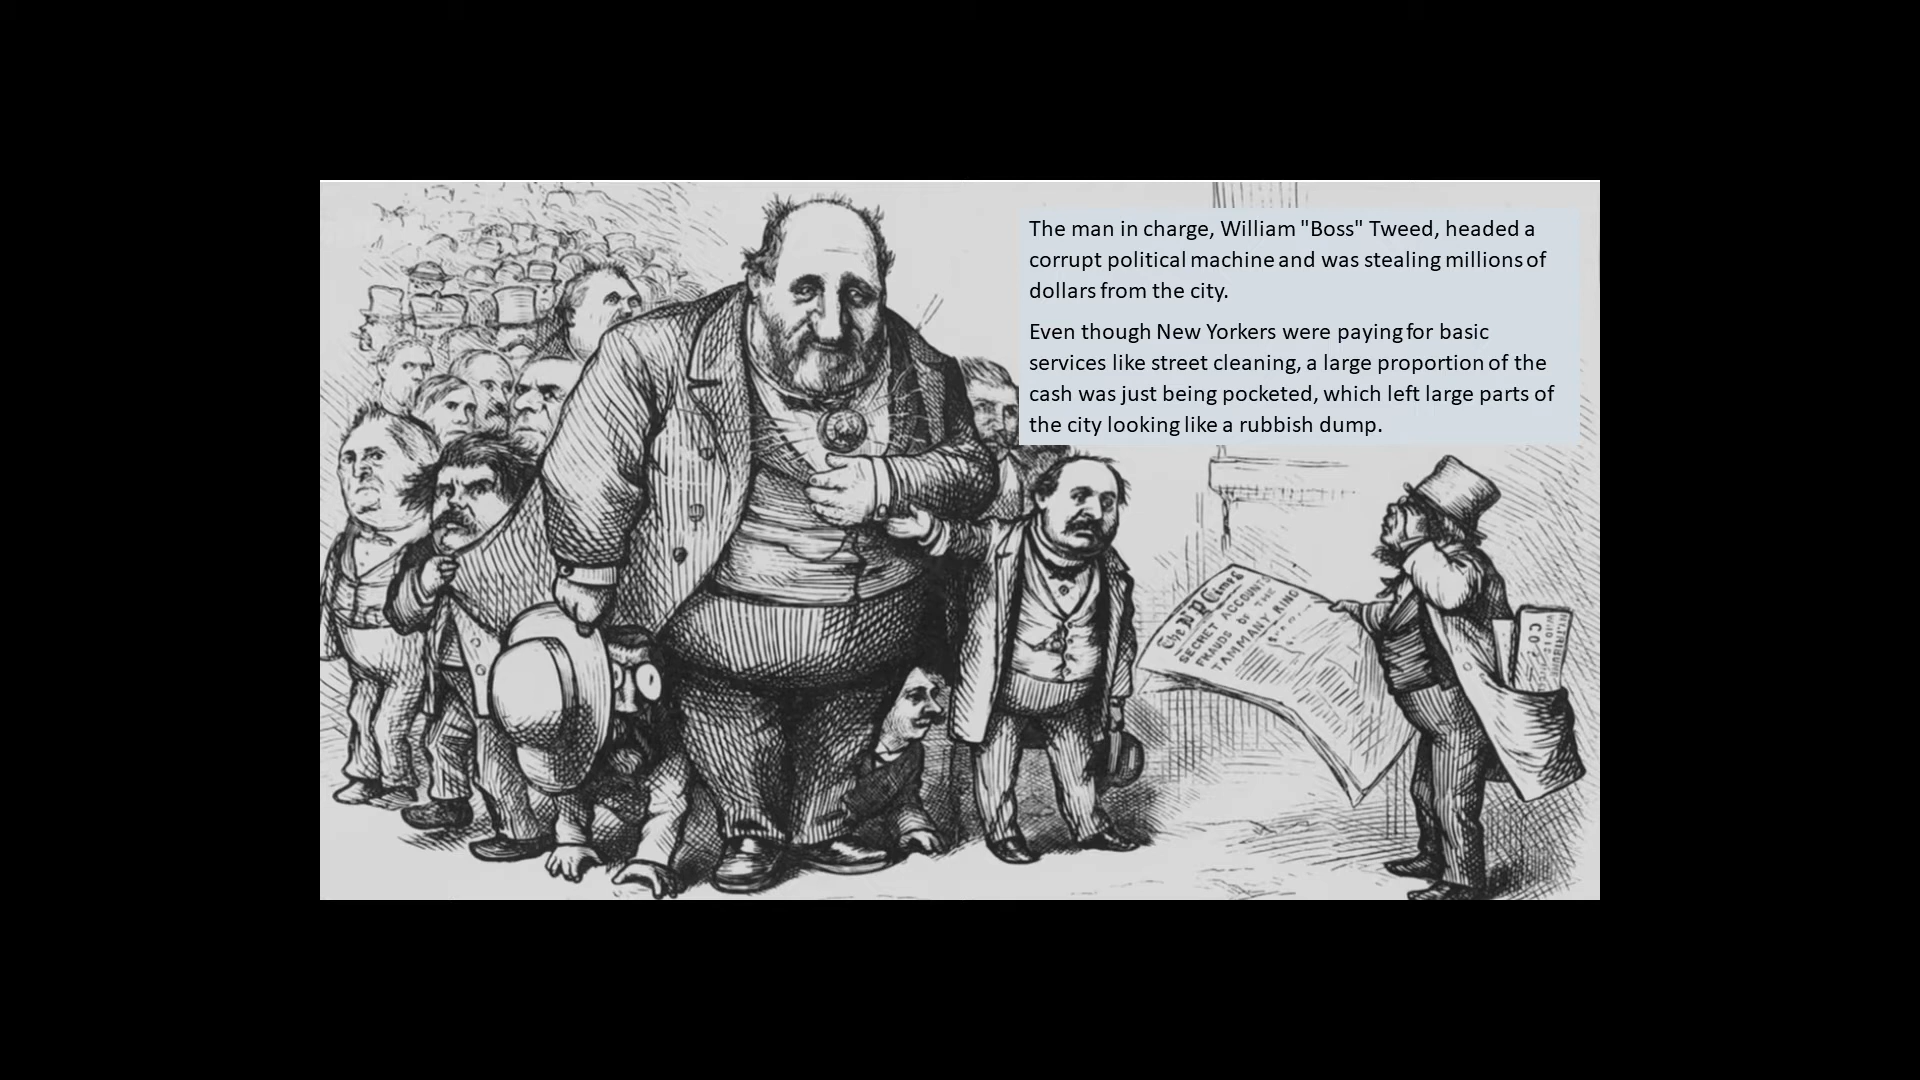 The man in charge, William "Boss" Tweed, headed a
corrupt political machine and was stealing millions of
dollars from the city.
Even though New Yorkers were paying for basic
services like street cleaning, a large proportion of the
cash was just being pocketed, which left large parts of
the city looking like a rubbish dump.
The N Y Times
SECRET ACCOUNTS
FRAUDS OF THE
TAMMANY RING